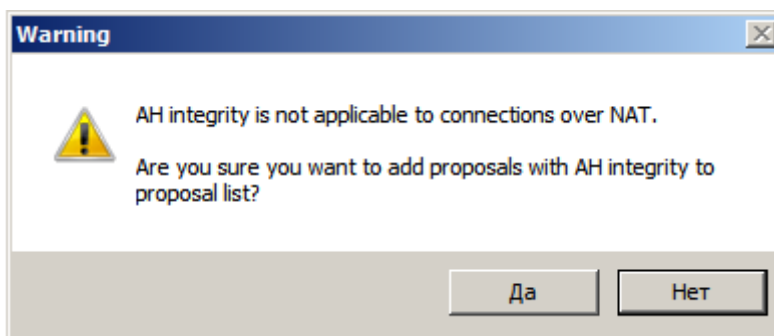 Warning
AH integrity is not applicable to connections over NAT.
Are you sure you want to add proposals with AH integrity to
proposal list?
Да
Нет